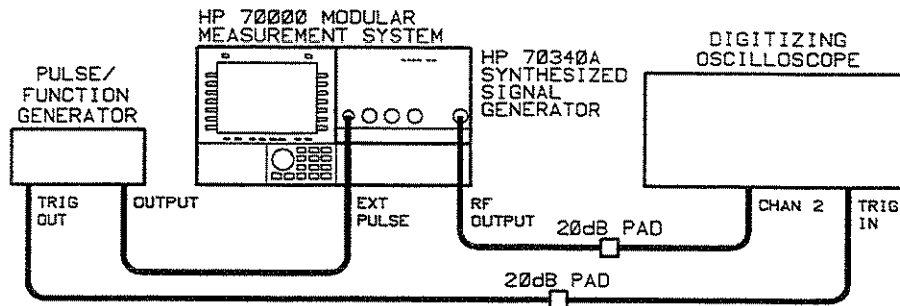 HP 70000 MODULAR
MEASUREMENT SYSTEM
PULSE/
FUNCTION
GENERATOR
HP 70340A
SYNTHESIZED
SIGNAL
GENERATOR
DIGITIZING
OSCILLOSCOPE
TRIG
OUT
OUTPUT
EXT
PULSE
RF
OUTPUT
CHAN 2
TRIG
IN
20dB PAD
20dB PAD